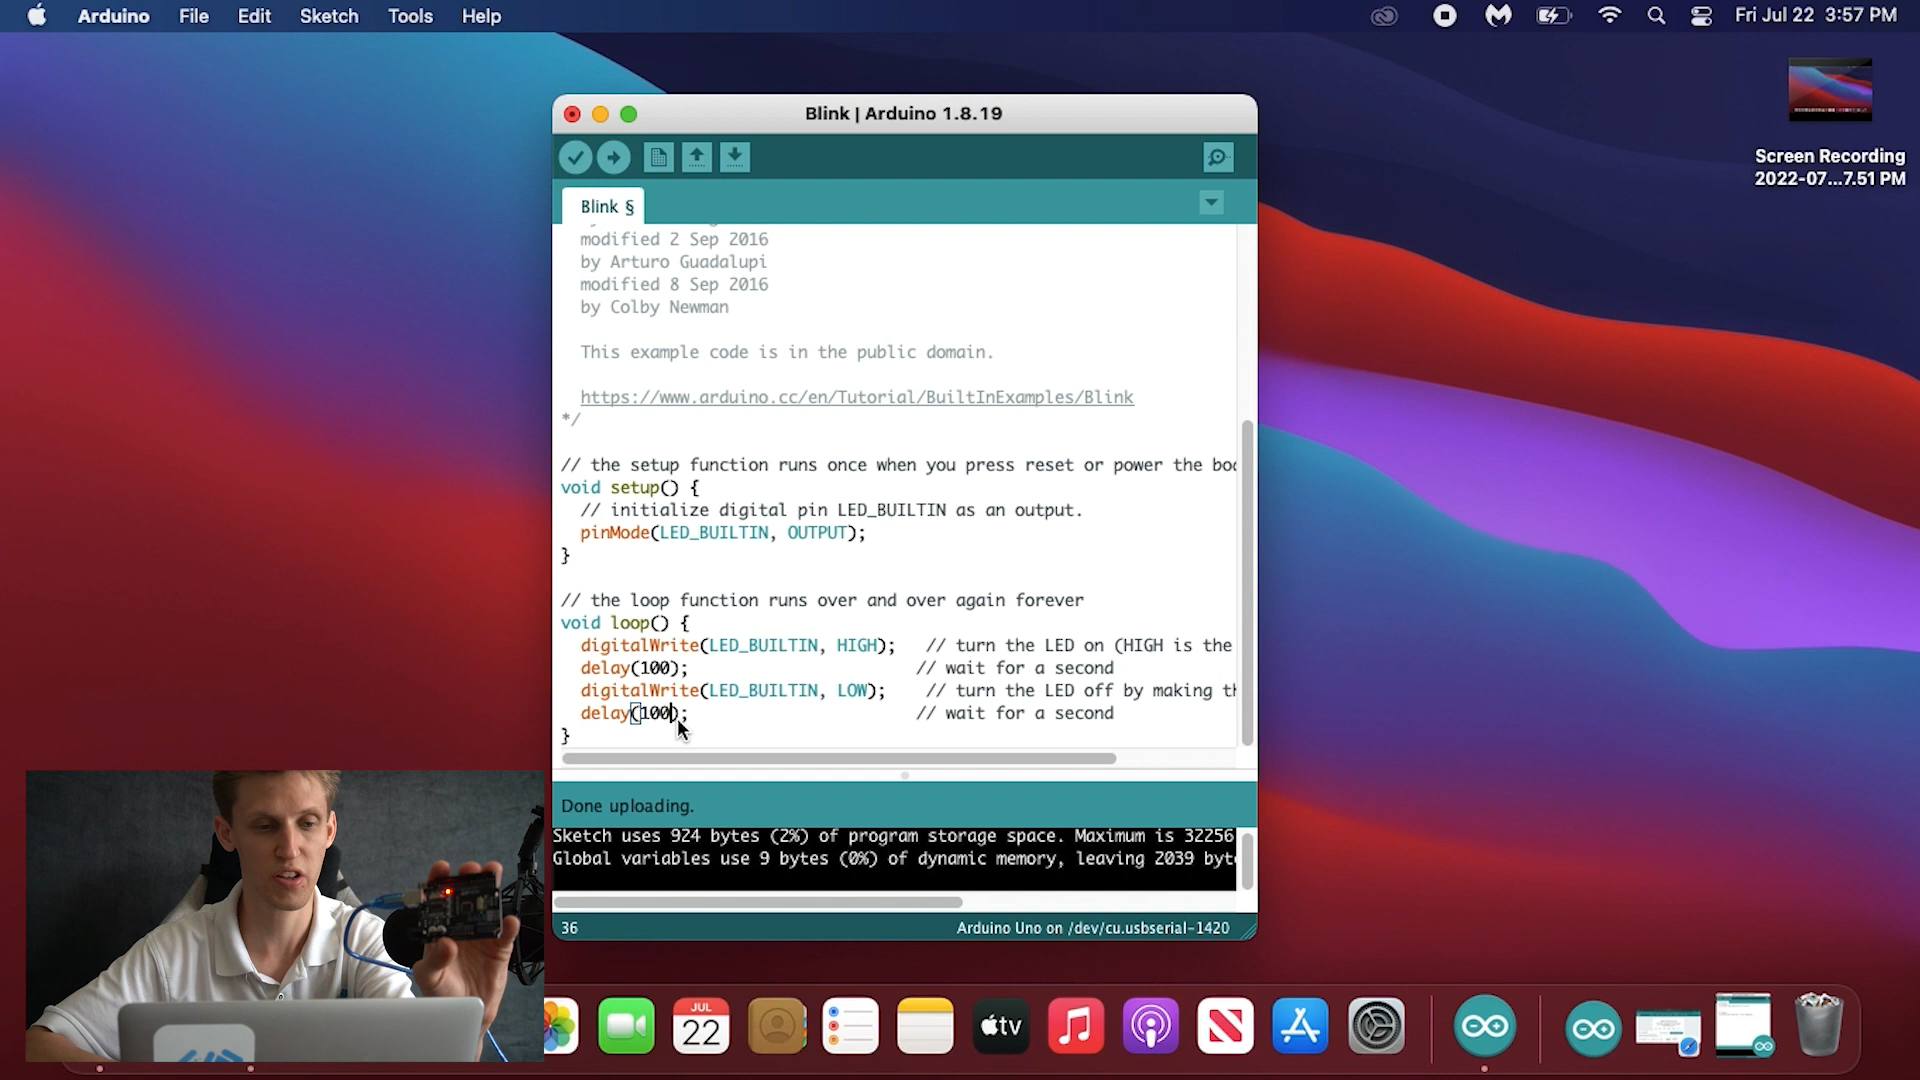 Arduino File Edit Sketch Tools Help Fri Jul 22 3:57 PM
Screen Recording
2022-07...7.51 PM
Blink | Arduino 1.8.19
Blink §
modified 2 Sep 2016
by Arturo Guadalupi
modified 8 Sep 2016
by Colby Newman
This example code is in the public domain.
https://www.arduino.cc/en/Tutorial/BuiltInExamples/Blink
*/
// the setup function runs once when you press reset or power the boa
void setup() {
// initialize digital pin LED_BUILTIN as an output.
pinMode(LED_BUILTIN, OUTPUT);
}
// the loop function runs over and over again forever
void loop() {
digitalWrite(LED_BUILTIN, HIGH); // turn the LED on (HIGH is the
delay(100); // wait for a second
digitalWrite(LED_BUILTIN, LOW); // turn the LED off by making th
delay(100); // wait for a second
}
Done uploading.
Sketch uses 924 bytes (2%) of program storage space. Maximum is 32256
Global variables use 9 bytes (0%) of dynamic memory, leaving 2039 byt
36 Arduino Uno on /dev/cu.usbserial-1420
JUL
22
tv